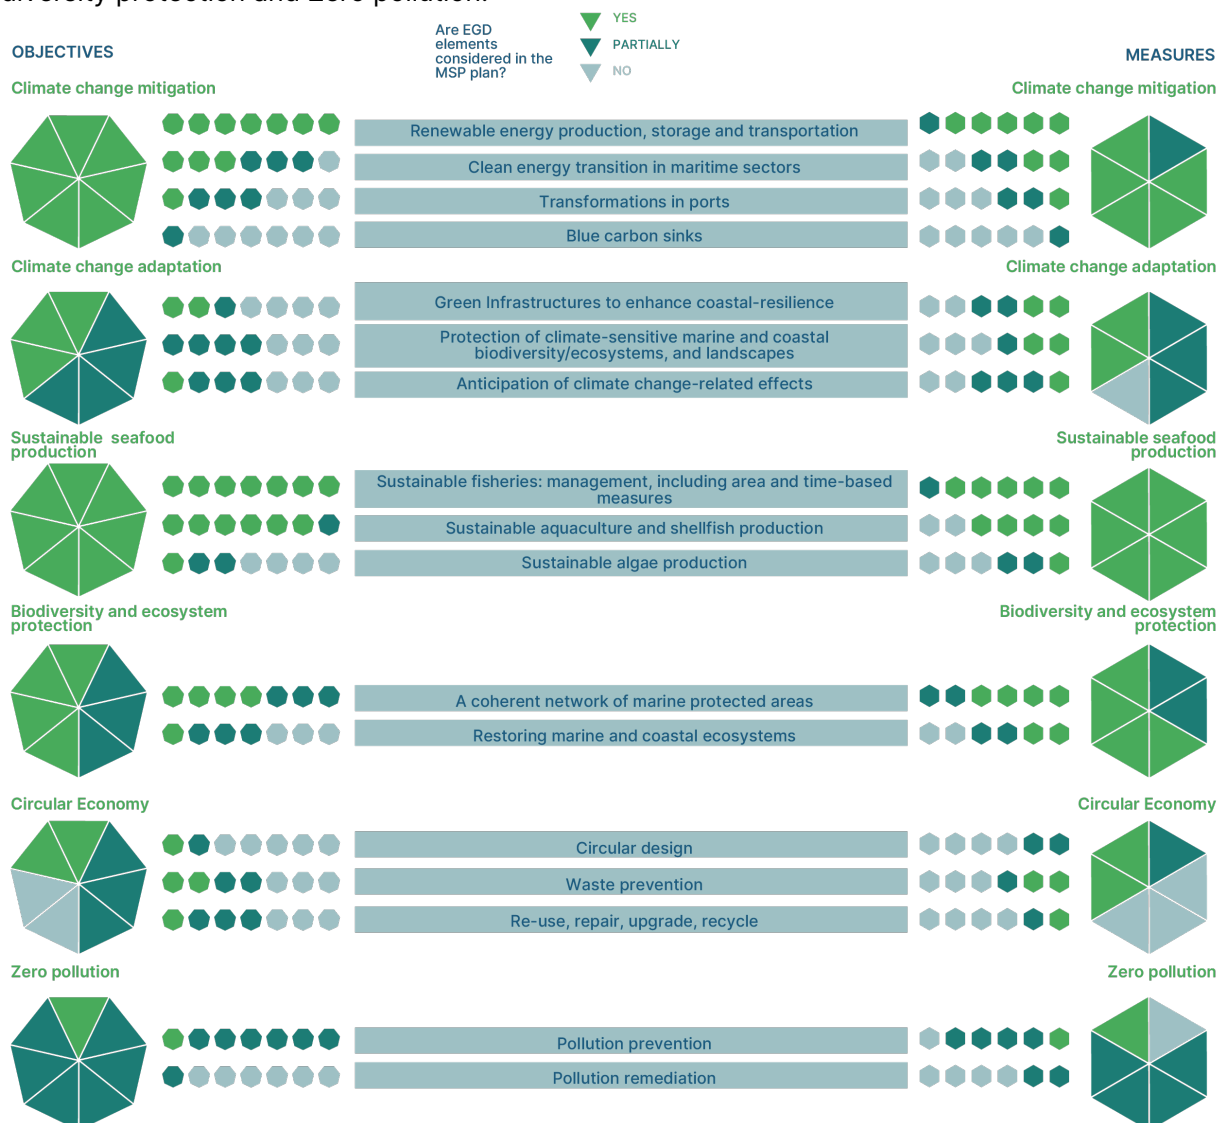 diversity protection and Zero pollution.
Are EGD
elements
considered in the
MSP plan?
YES
PARTIALLY
NO
OBJECTIVES
MEASURES
Climate change mitigation
Climate change mitigation
Renewable energy production, storage and transportation
Clean energy transition in maritime sectors
Transformations in ports
Blue carbon sinks
Climate change adaptation
Climate change adaptation
Green Infrastructures to enhance coastal-resilience
Protection of climate-sensitive marine and coastal
biodiversity/ecosystems, and landscapes
Anticipation of climate change-related effects
Sustainable seafood
production
Sustainable seafood
production
Sustainable fisheries: management, including area and time-based
measures
Sustainable aquaculture and shellfish production
Sustainable algae production
Biodiversity and ecosystem
protection
Biodiversity and ecosystem
protection
A coherent network of marine protected areas
Restoring marine and coastal ecosystems
Circular Economy
Circular Economy
Circular design
Waste prevention
Re-use, repair, upgrade, recycle
Zero pollution
Zero pollution
Pollution prevention
Pollution remediation